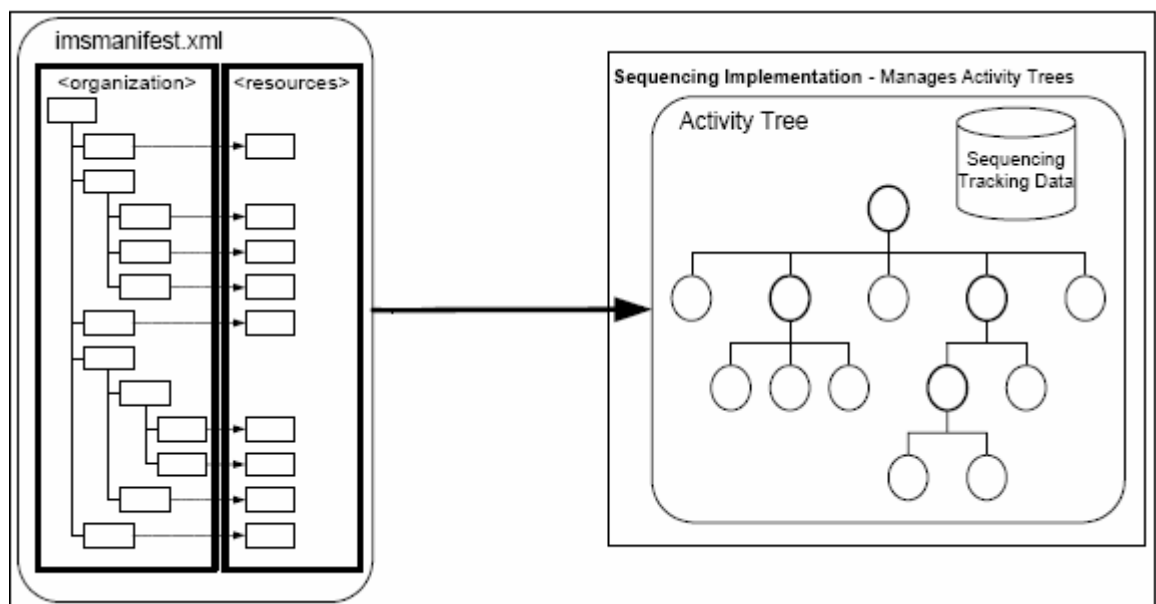 imsmanifest.xml
<organization>
<resources>
Sequencing Implementation - Manages Activity Trees
Activity Tree
Sequencing
Tracking Data